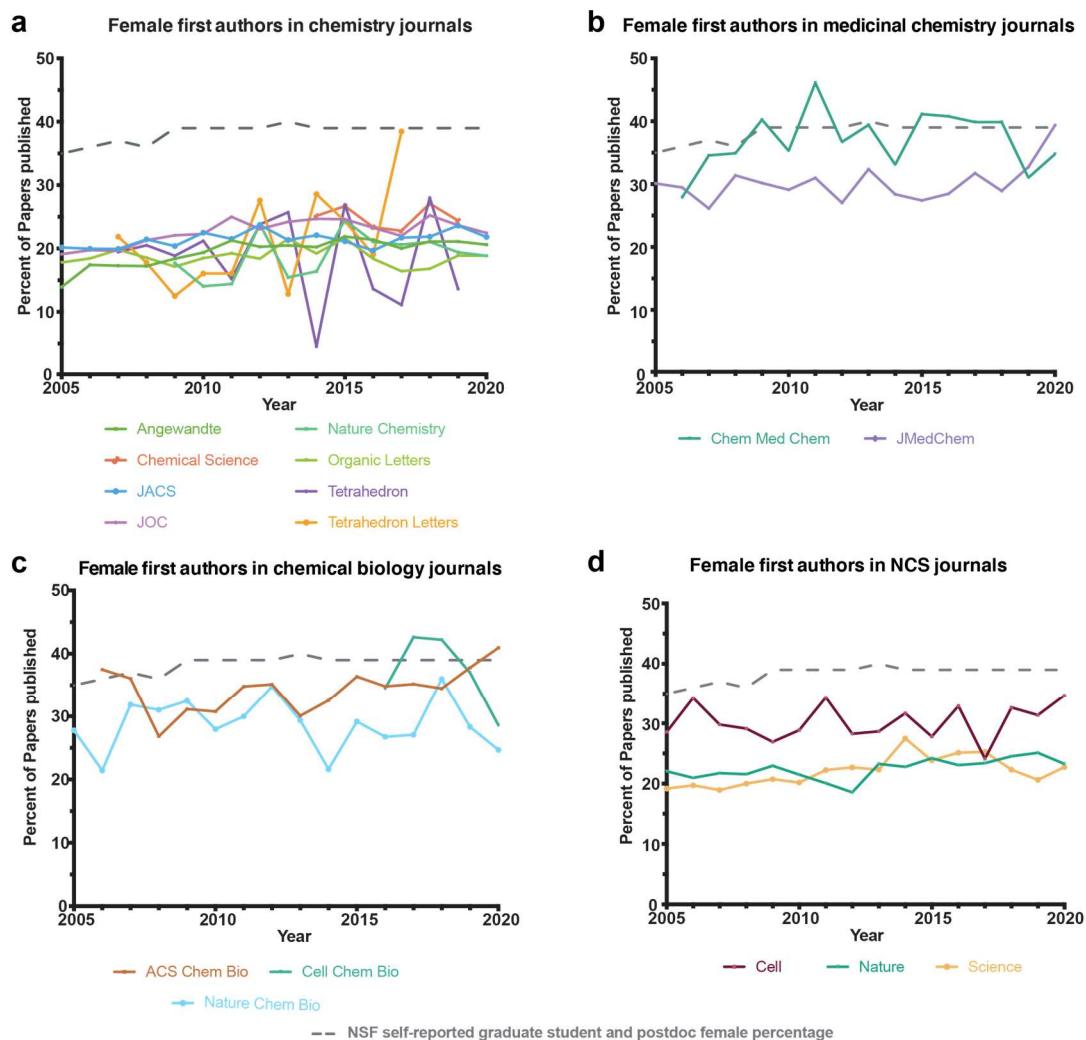 a
Female first authors in chemistry journals
Percent of Papers published
50
40
30
20
10
0
2005
2010
2015
2020
Year
Angewandte
Nature Chemistry
Chemical Science
Organic Letters
JACS
Tetrahedron
JOC
Tetrahedron Letters
b
Female first authors in medicinal chemistry journals
Percent of Papers published
50
40
30
20
10
0
2005
2010
2015
2020
Year
Chem Med Chem
JMedChem
c
Female first authors in chemical biology journals
Percent of Papers published
50
40
30
20
10
0
2005
2010
2015
2020
Year
ACS Chem Bio
Cell Chem Bio
Nature Chem Bio
d
Female first authors in NCS journals
Percent of Papers published
50
40
30
20
10
0
2005
2010
2015
2020
Year
Cell
Nature
Science
NSF self-reported graduate student and postdoc female percentage